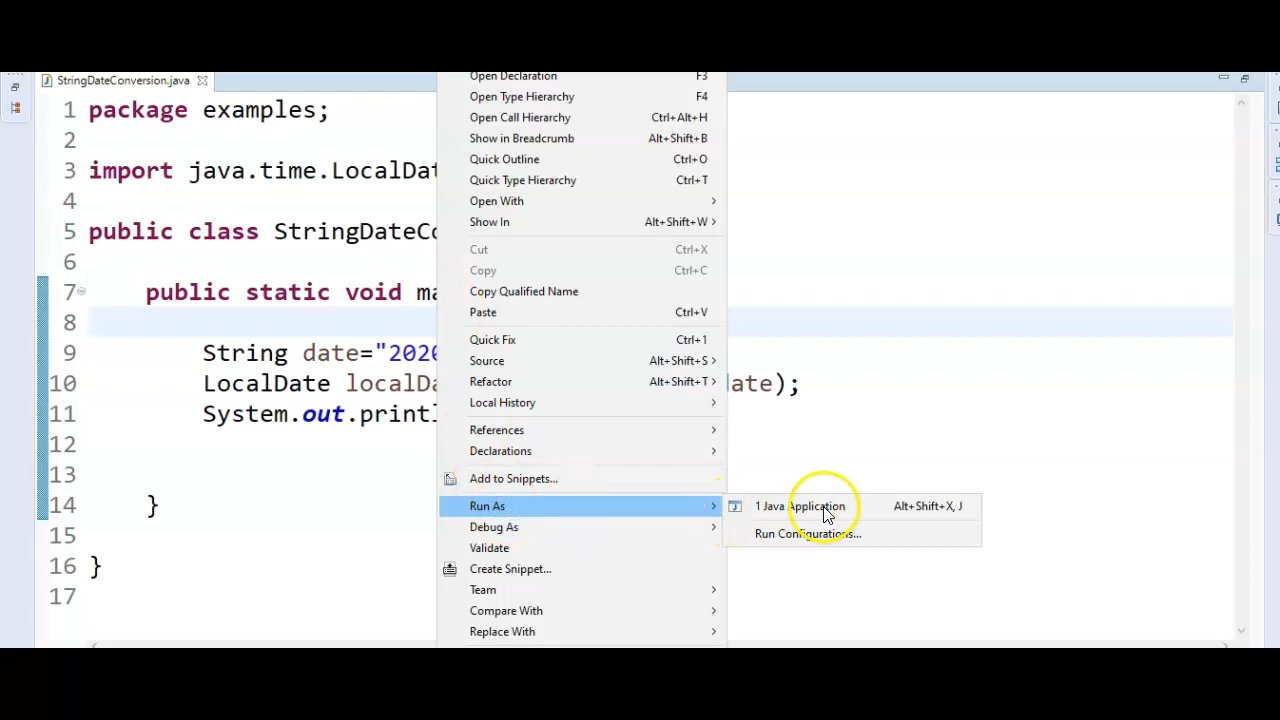 StringDateConversion.java
1 package examples;
2
3 import java.time.LocalDat
4
5 public class StringDateCo
6
7 public static void ma
8
9 String date="2020
10 LocalDate localDa date);
11 System.out.printl
12
13
14 }
15
16 }
17
Open Declaration F3
Open Type Hierarchy F4
Open Call Hierarchy Ctrl+Alt+H
Show in Breadcrumb Alt+Shift+B
Quick Outline Ctrl+O
Quick Type Hierarchy Ctrl+T
Open With
Show In Alt+Shift+W
Cut Ctrl+X
Copy Ctrl+C
Copy Qualified Name
Paste Ctrl+V
Quick Fix Ctrl+1
Source Alt+Shift+S
Refactor Alt+Shift+T
Local History
References
Declarations
Add to Snippets...
Run As
Debug As
Validate
Create Snippet...
Team
Compare With
Replace With
1 Java Application Alt+Shift+X, J
Run Configurations...